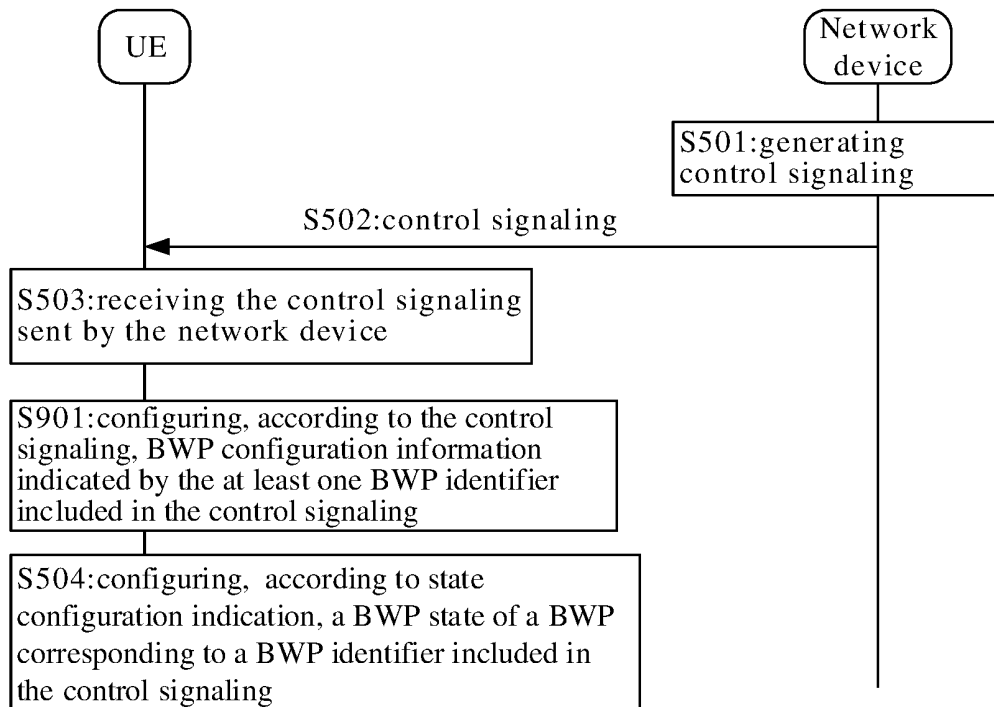 UE
Network
device
S501:generating
control signaling
S502:control signaling
S503:receiving the control signaling
sent by the network device
S901:configuring, according to the control
signaling, BWP configuration information
indicated by the at least one BWP identifier
included in the control signaling
S504:configuring, according to state
configuration indication, a BWP state of a BWP
corresponding to a BWP identifier included in
the control signaling